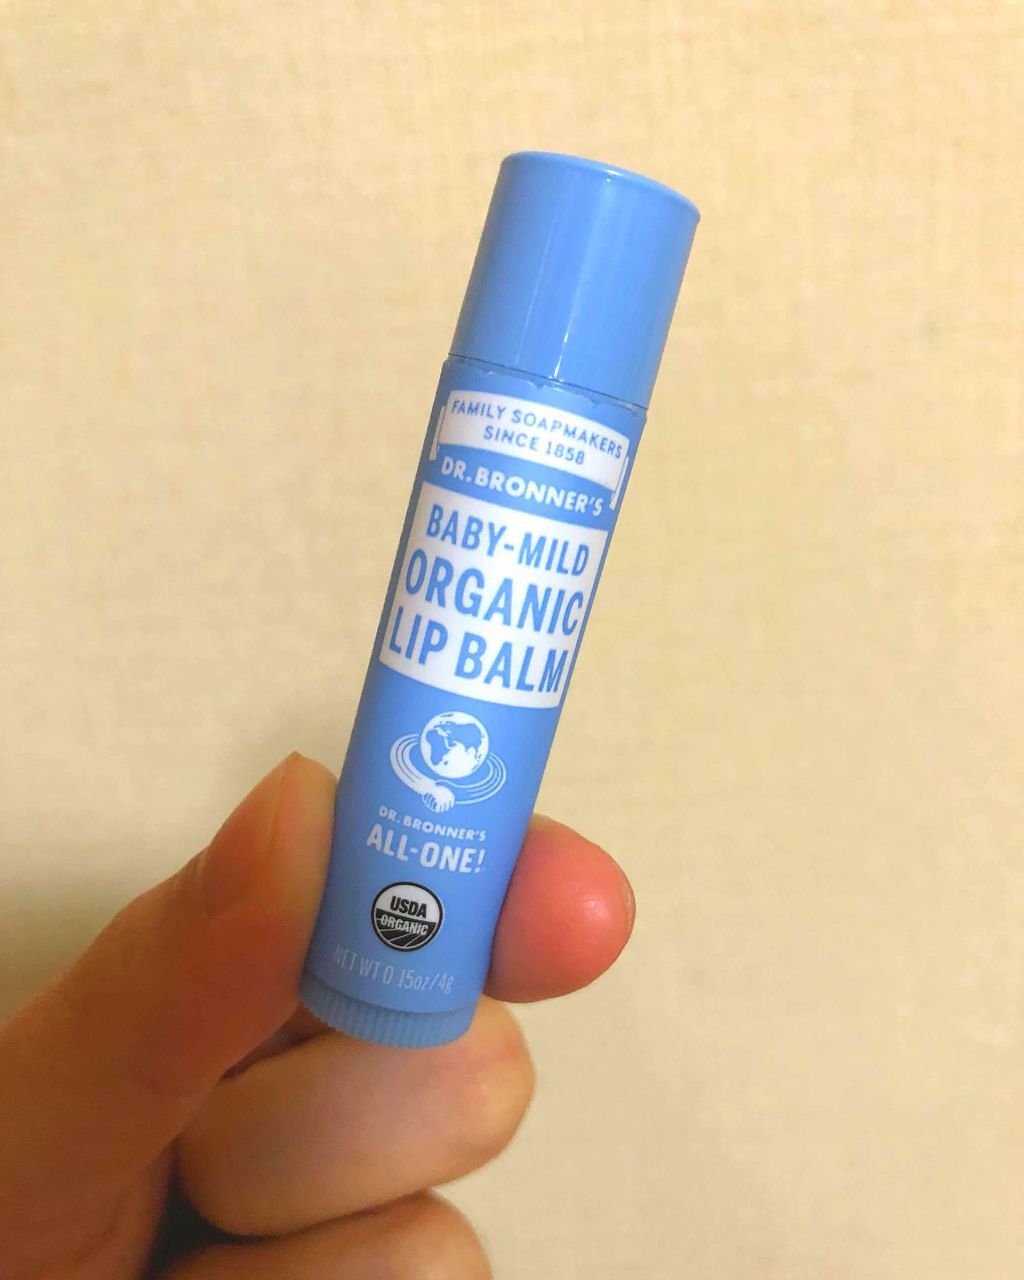 FAMILY SOAPMAKERS
SINCE 1858
DR. BRONNER'S
BABY-MILD
ORGANIC
LIP BALM
DR. BRONNER'S
ALL-ONE!
USDA
ORGANIC
NET WT 0.15oz/4g